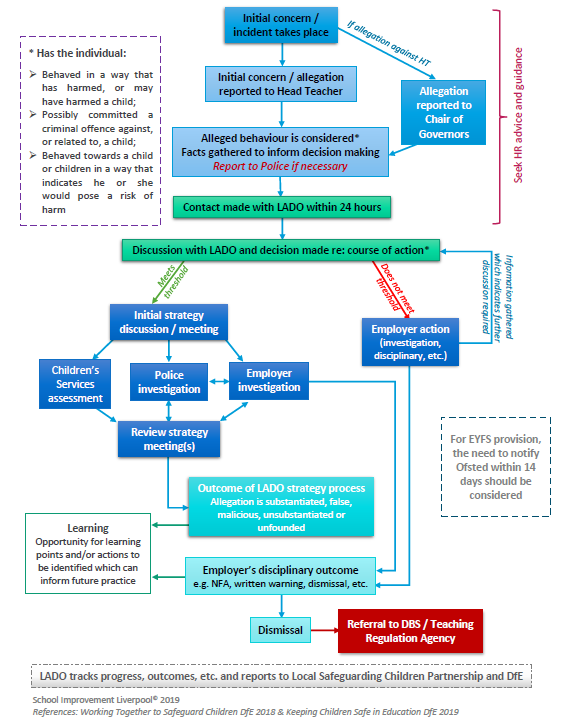 Initial concern /
incident takes place
If allegation against HT
* Has the individual:
➢ Behaved in a way that
has harmed, or may
have harmed a child;
➢ Possibly committed a
criminal offence against,
or related to, a child;
➢ Behaved towards a child
or children in a way that
indicates he or she
would pose a risk of
harm
Initial concern / allegation
reported to Head Teacher
Allegation
reported to
Chair of
Governors
Seek HR advice and guidance
Alleged behaviour is considered*
Facts gathered to inform decision making
Report to Police if necessary
Contact made with LADO within 24 hours
Discussion with LADO and decision made re: course of action*
Meets
threshold
Does not meet
threshold
Information gathered
which indicates further
discussion required
Initial strategy
discussion / meeting
Employer action
(investigation,
disciplinary, etc.)
Children's
Services
assessment
Police
investigation
Employer
investigation
Review strategy
meeting(s)
For EYFS provision,
the need to notify
Ofsted within 14
days should be
considered
Outcome of LADO strategy process
Allegation is substantiated, false,
malicious, unsubstantiated or
unfounded
Learning
Opportunity for learning
points and/or actions to
be identified which can
inform future practice
Employer's disciplinary outcome
e.g. NFA, written warning, dismissal, etc.
Dismissal
Referral to DBS / Teaching
Regulation Agency
LADO tracks progress, outcomes, etc. and reports to Local Safeguarding Children Partnership and DfE
School Improvement Liverpool© 2019
References: Working Together to Safeguard Children DfE 2018 & Keeping Children Safe in Education DfE 2019